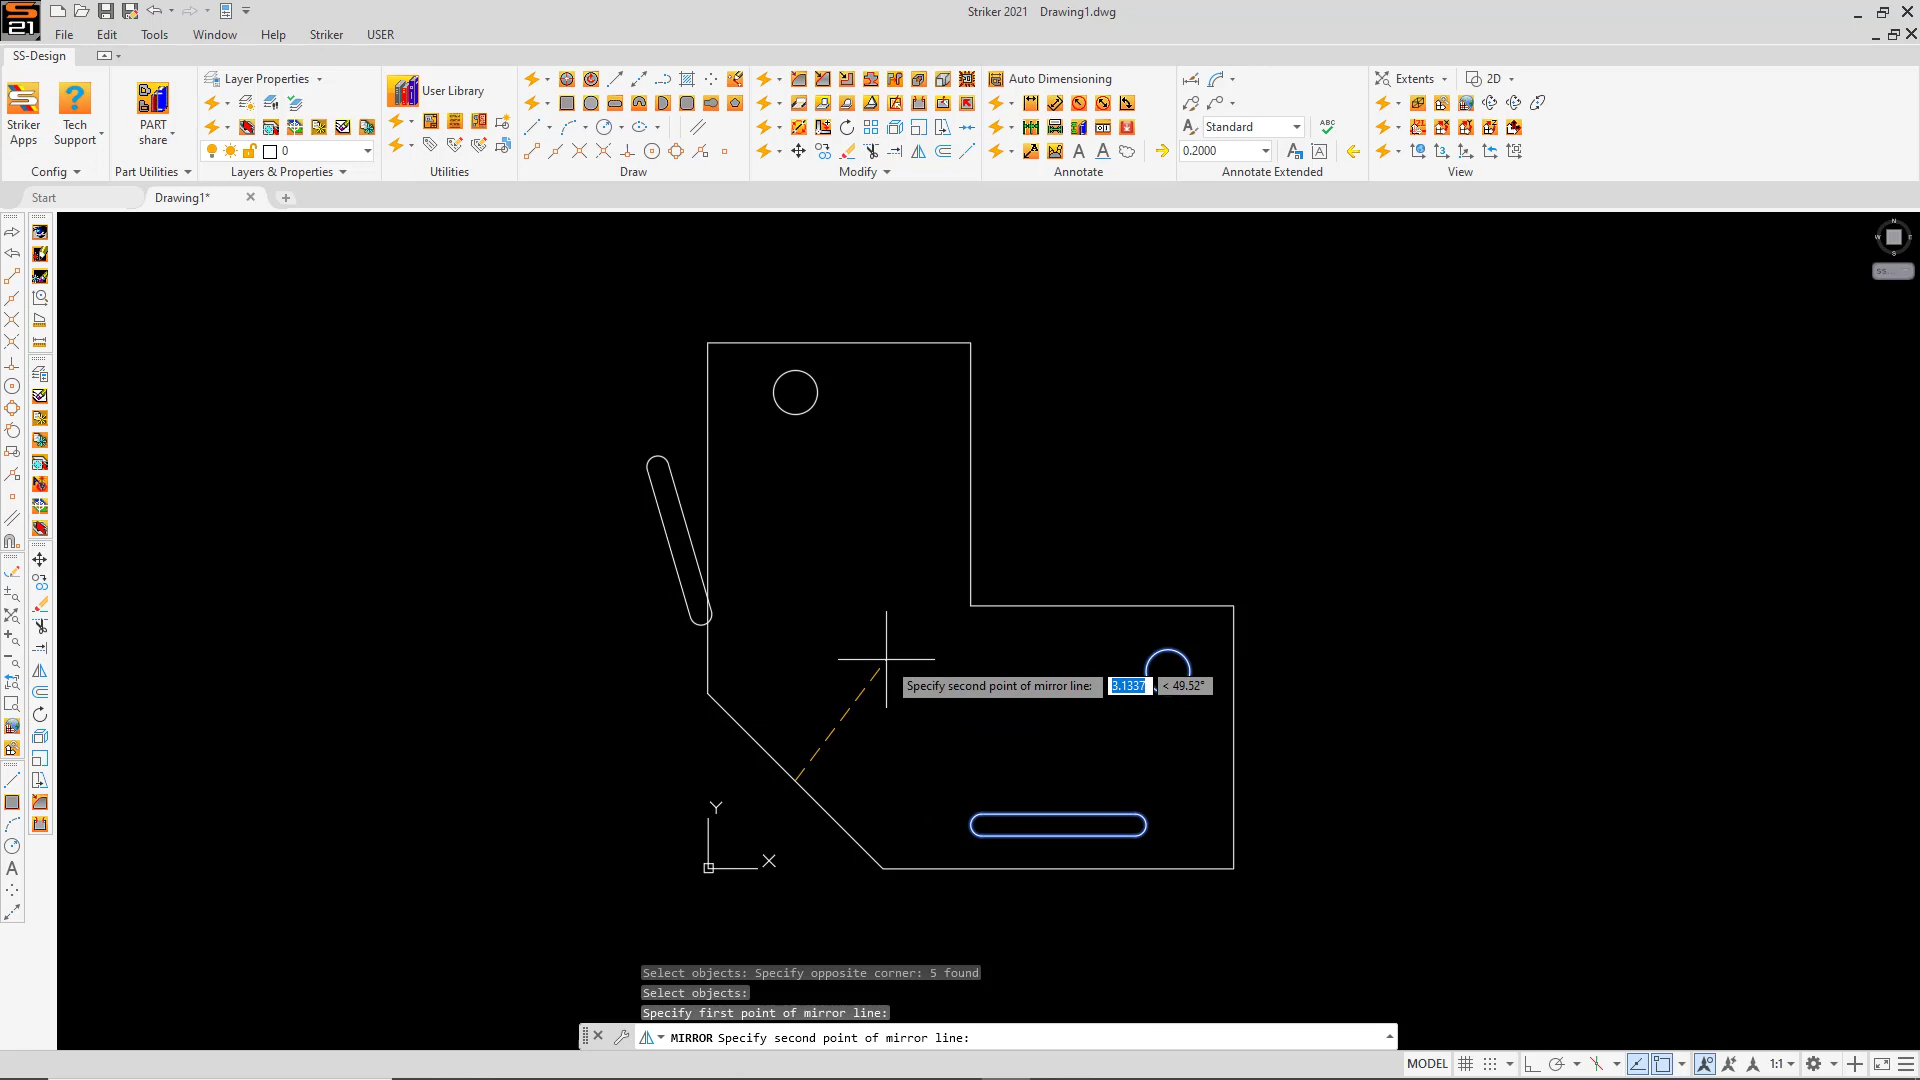 S
21
Striker 2021 Drawing1.dwg
File Edit Tools Window Help Striker USER
SS-Design
Striker Apps
Tech Support
PART share
Layer Properties
0
User Library
Auto Dimensioning
Standard
ABC
0.2000
Extents
2D
Config
Part Utilities
Layers & Properties
Utilities
Draw
Modify
Annotate
Annotate Extended
View
Start
Drawing1*
N
W
E
S
SS...
Specify second point of mirror line: 3.1337 < 49.52°
Y
X
Select objects: Specify opposite corner: 5 found
Select objects:
Specify first point of mirror line:
MIRROR Specify second point of mirror line:
MODEL
1:1